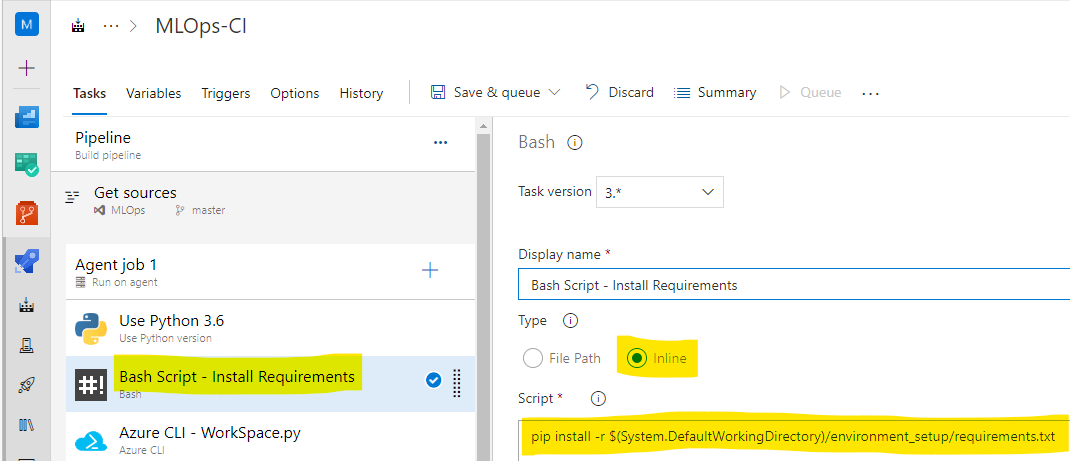 M
··· > MLOps-CI
Tasks Variables Triggers Options History Save & queue Discard Summary Queue ···
Pipeline
Build pipeline
···
Get sources
MLOps master
Agent job 1
Run on agent
Use Python 3.6
Use Python version
#!
Bash Script - Install Requirements
Bash
Azure CLI - WorkSpace.py
Azure CLI
Bash
Task version 3.*
Display name *
Bash Script - Install Requirements
Type
File Path Inline
Script *
pip install -r $(System.DefaultWorkingDirectory)/environment_setup/requirements.txt